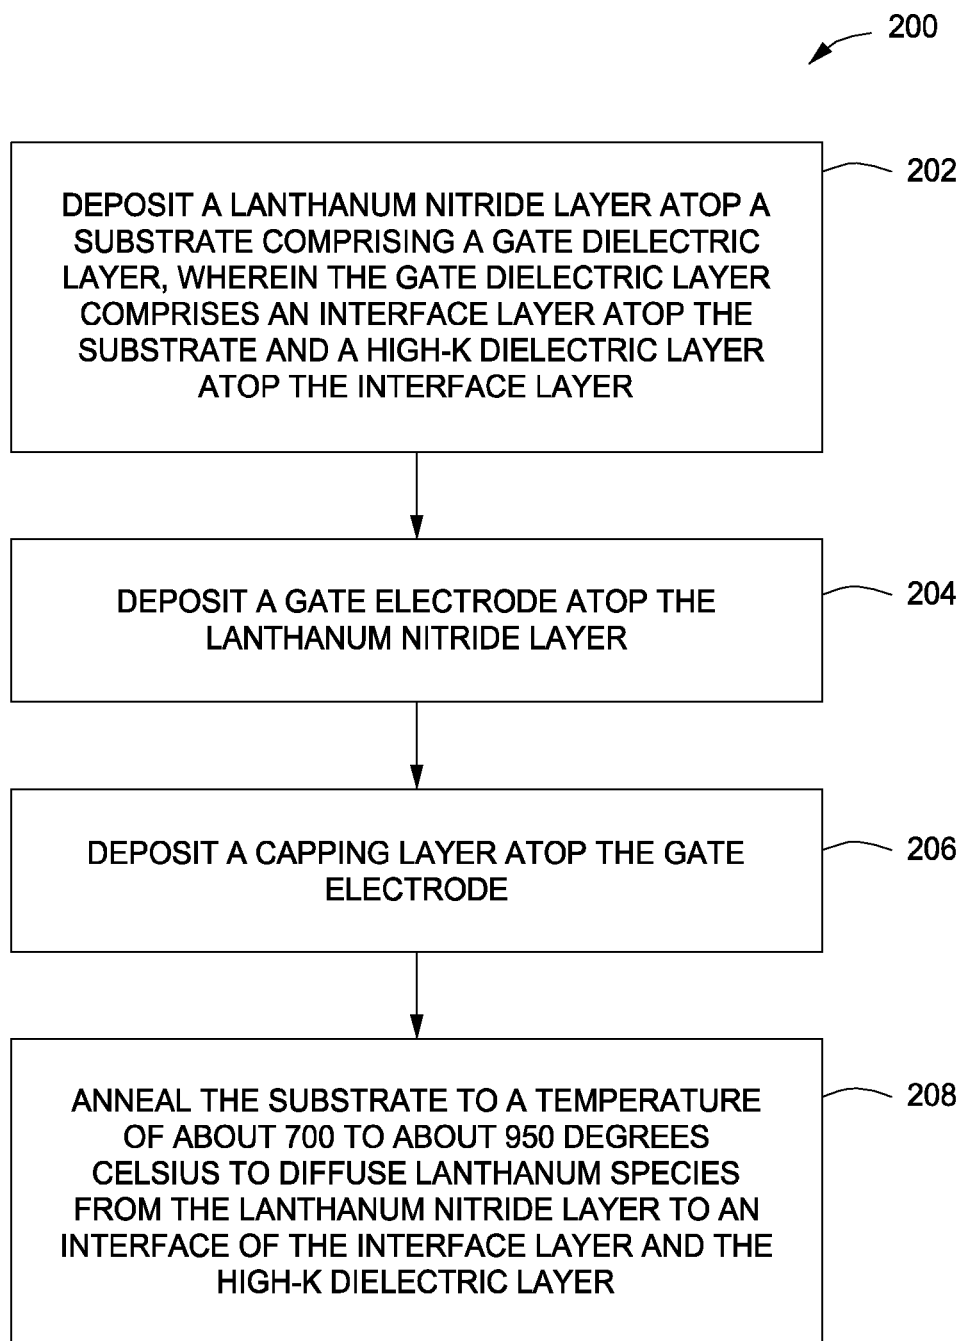 200
202
DEPOSIT A LANTHANUM NITRIDE LAYER ATOP A
SUBSTRATE COMPRISING A GATE DIELECTRIC
LAYER, WHEREIN THE GATE DIELECTRIC LAYER
COMPRISES AN INTERFACE LAYER ATOP THE
SUBSTRATE AND A HIGH-K DIELECTRIC LAYER
ATOP THE INTERFACE LAYER
204
DEPOSIT A GATE ELECTRODE ATOP THE
LANTHANUM NITRIDE LAYER
206
DEPOSIT A CAPPING LAYER ATOP THE GATE
ELECTRODE
208
ANNEAL THE SUBSTRATE TO A TEMPERATURE
OF ABOUT 700 TO ABOUT 950 DEGREES
CELSIUS TO DIFFUSE LANTHANUM SPECIES
FROM THE LANTHANUM NITRIDE LAYER TO AN
INTERFACE OF THE INTERFACE LAYER AND THE
HIGH-K DIELECTRIC LAYER